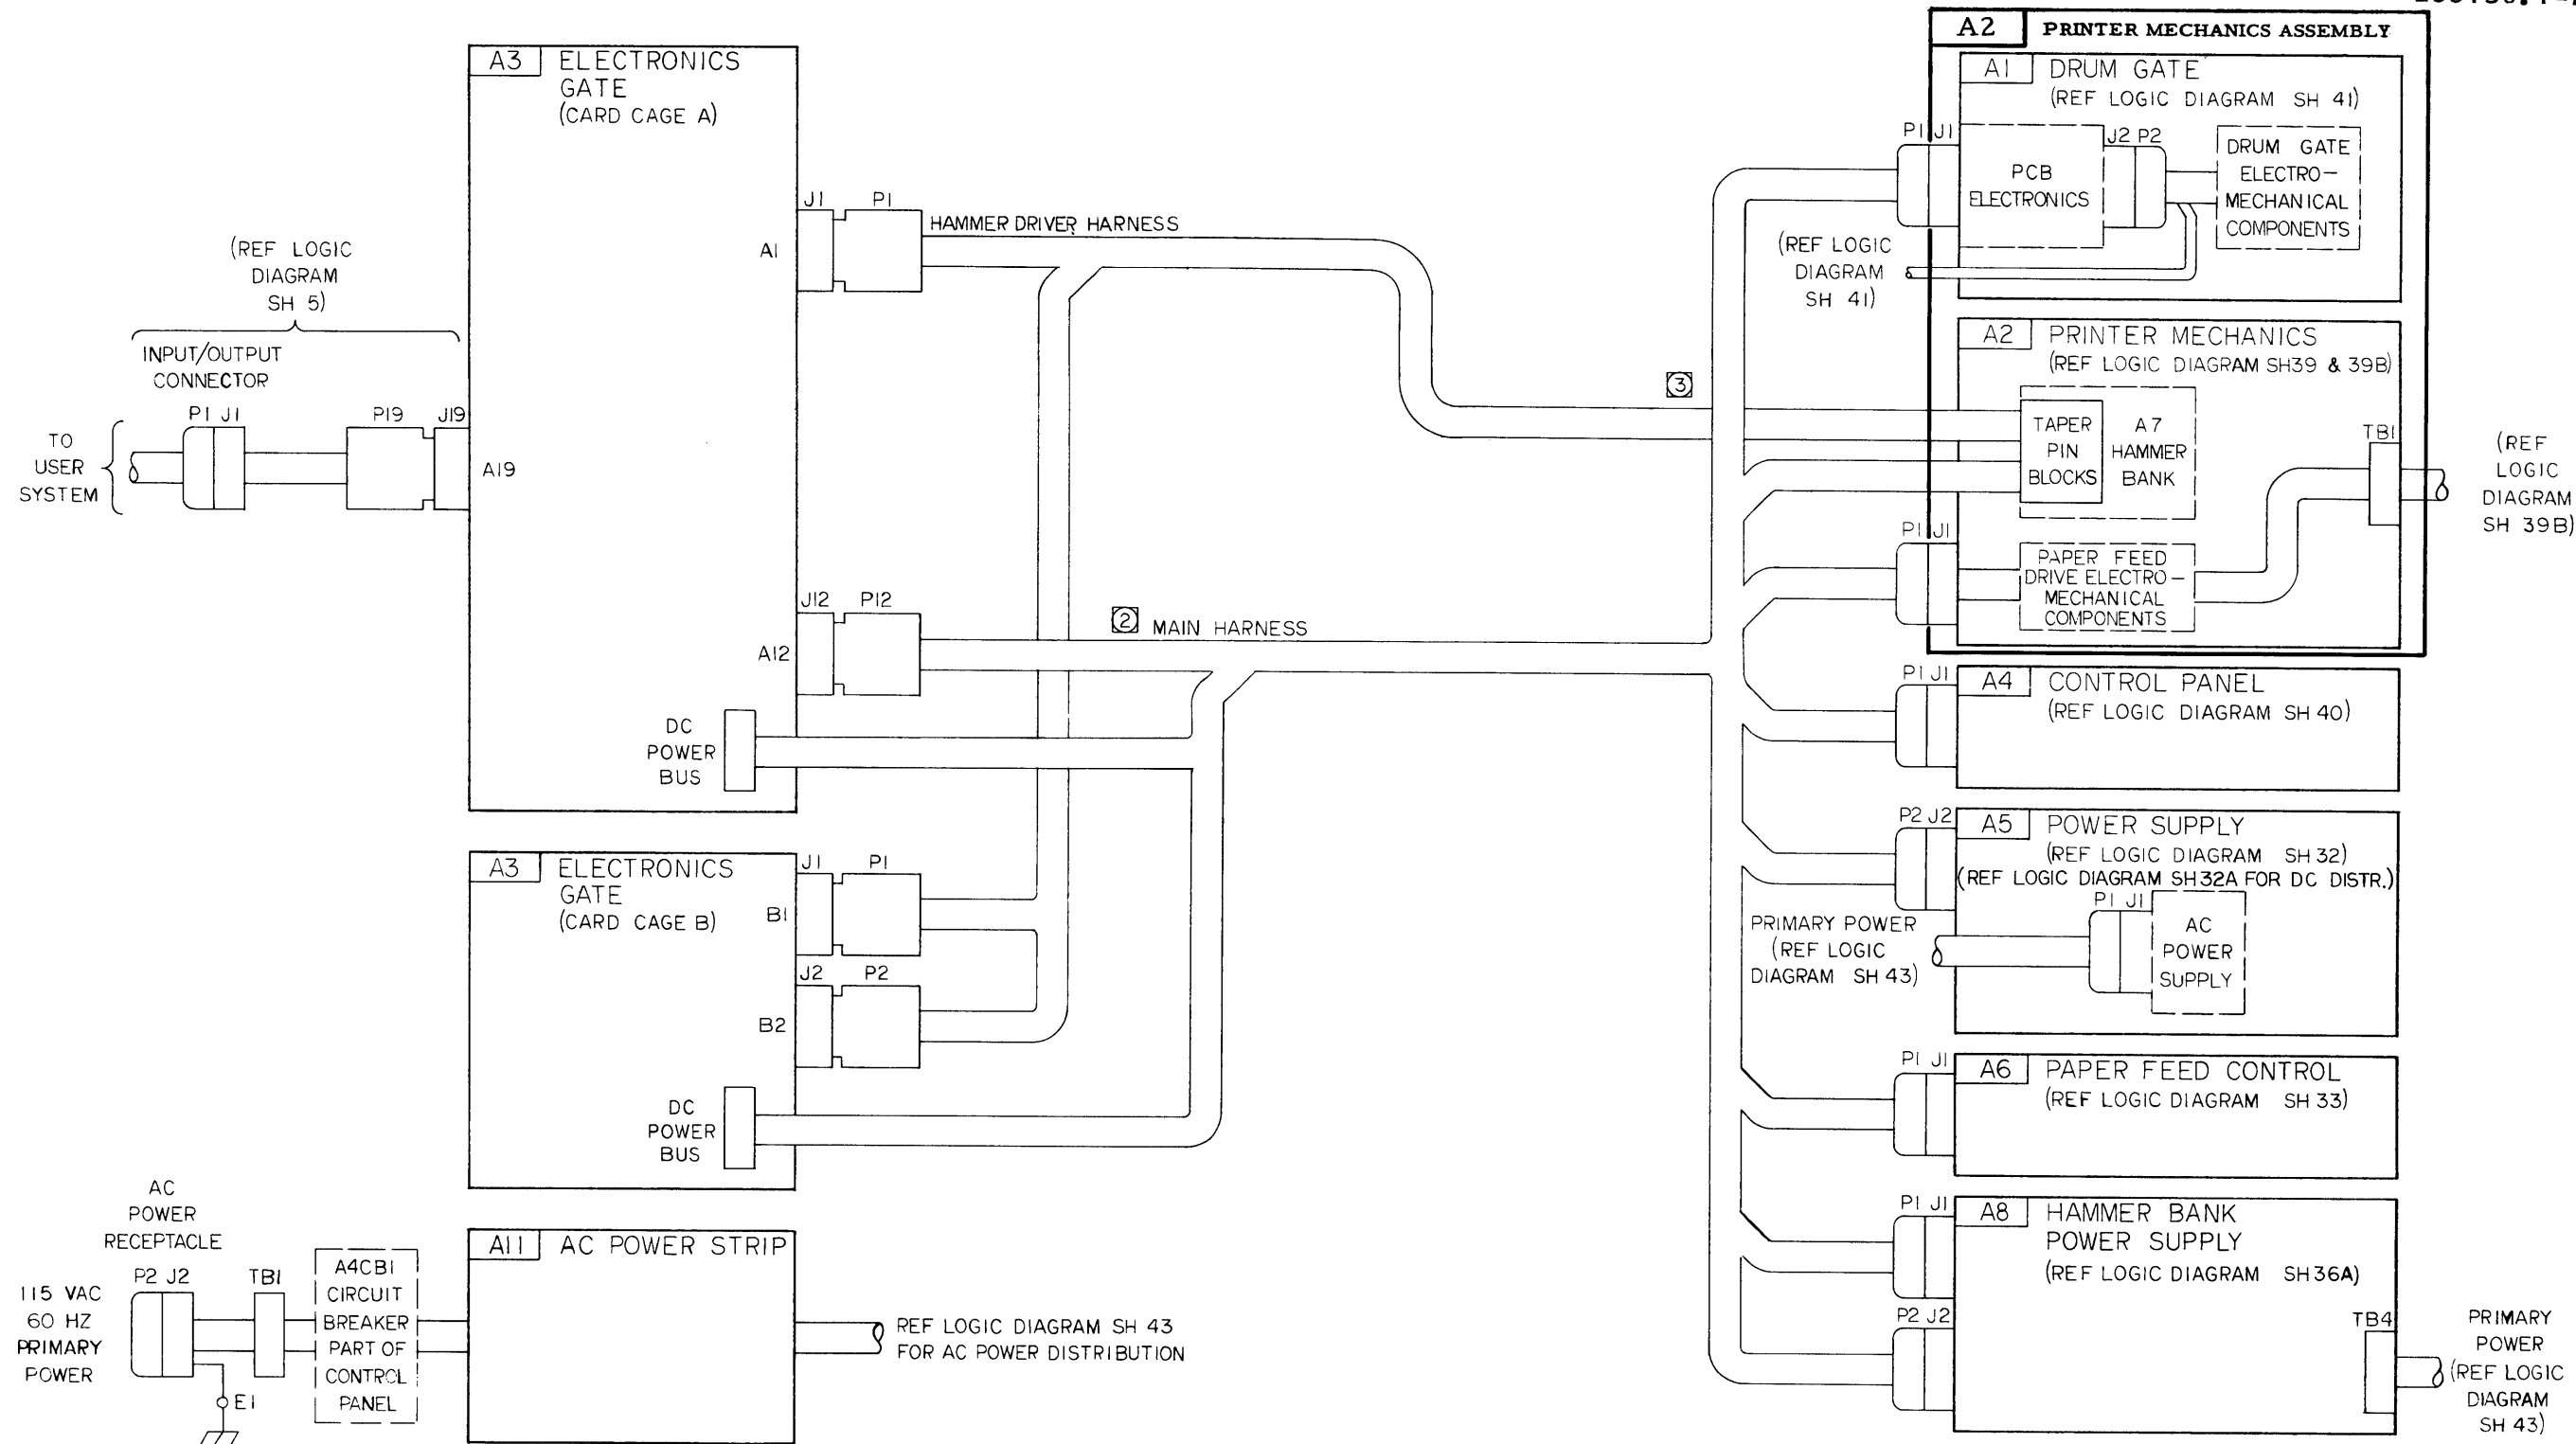 A3 ELECTRONICS
GATE
(CARD CAGE A)
J1 P1
A1
HAMMER DRIVER HARNESS
(REF LOGIC
DIAGRAM
SH 5)
INPUT/OUTPUT
CONNECTOR
P1 J1
P19 J19
TO
USER
SYSTEM
A19
J12 P12
A12
2 MAIN HARNESS
3
DC
POWER
BUS
A3 ELECTRONICS
GATE
(CARD CAGE B)
J1 P1
B1
J2 P2
B2
DC
POWER
BUS
AC
POWER
RECEPTACLE
P2 J2
TB1
115 VAC
60 HZ
PRIMARY
POWER
E1
A4CB1
CIRCUIT
BREAKER
PART OF
CONTROL
PANEL
A11 AC POWER STRIP
REF LOGIC DIAGRAM SH 43
FOR AC POWER DISTRIBUTION
A2 PRINTER MECHANICS ASSEMBLY
A1 DRUM GATE
(REF LOGIC DIAGRAM SH 41)
P1 J1
PCB
ELECTRONICS
J2 P2
DRUM GATE
ELECTRO-
MECHANICAL
COMPONENTS
(REF LOGIC
DIAGRAM
SH 41)
A2 PRINTER MECHANICS
(REF LOGIC DIAGRAM SH39 & 39B)
TAPER
PIN
BLOCKS
A7
HAMMER
BANK
TB1
(REF
LOGIC
DIAGRAM
SH 39B)
P1 J1
PAPER FEED
DRIVE ELECTRO-
MECHANICAL
COMPONENTS
P1 J1
A4 CONTROL PANEL
(REF LOGIC DIAGRAM SH 40)
P2 J2
A5 POWER SUPPLY
(REF LOGIC DIAGRAM SH 32)
(REF LOGIC DIAGRAM SH32A FOR DC DISTR.)
P1 J1
AC
POWER
SUPPLY
PRIMARY POWER
(REF LOGIC
DIAGRAM SH 43)
P1 J1
A6 PAPER FEED CONTROL
(REF LOGIC DIAGRAM SH 33)
P1 J1
A8 HAMMER BANK
POWER SUPPLY
(REF LOGIC DIAGRAM SH36A)
P2 J2
TB4
PRIMARY
POWER
(REF LOGIC
DIAGRAM
SH 43)